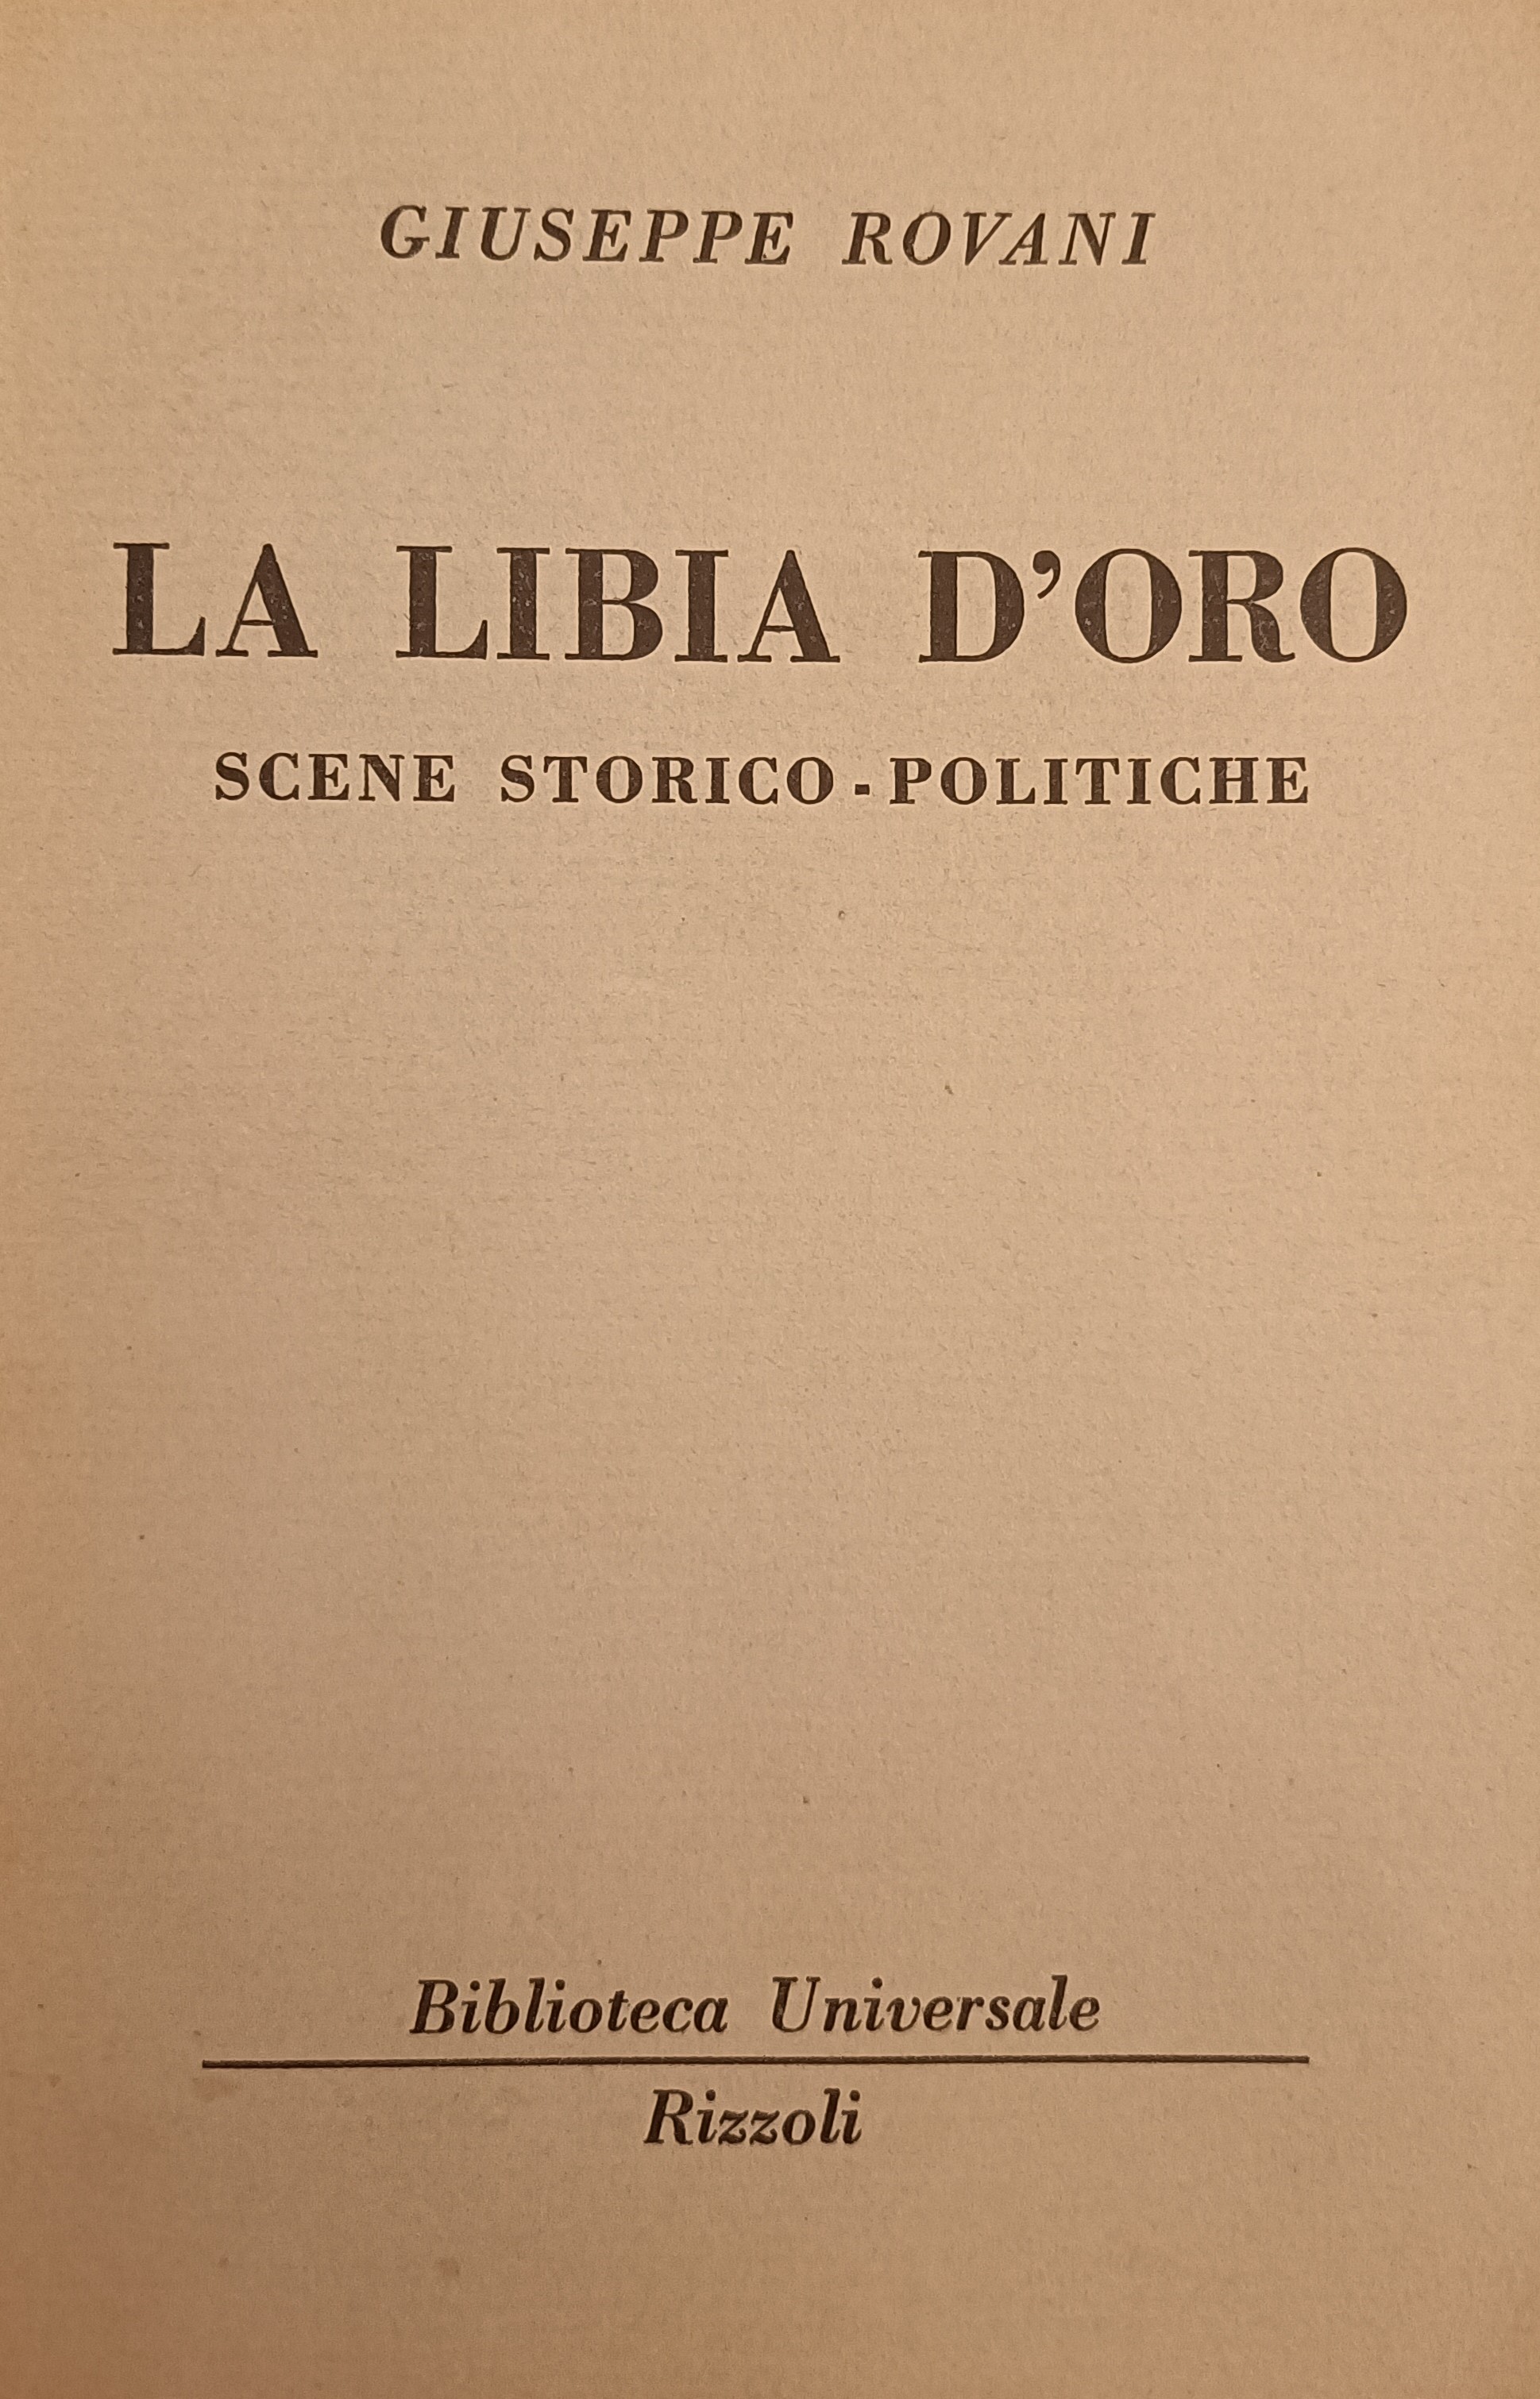 GIUSEPPE ROVANI
LA LIBIA D’ORO
SCENE STORICO-POLITICHE
Biblioteca Universale
Rizzoli